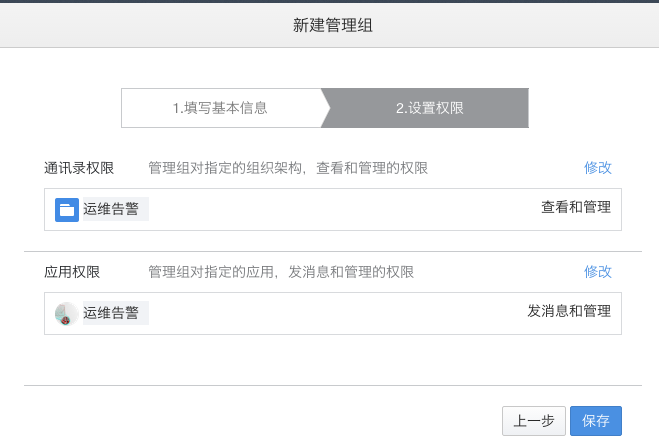 新建管理组
1.填写基本信息 2.设置权限
通讯录权限 管理组对指定的组织架构，查看和管理的权限 修改
运维告警 查看和管理
应用权限 管理组对指定的应用，发消息和管理的权限 修改
运维告警 发消息和管理
上一步 保存